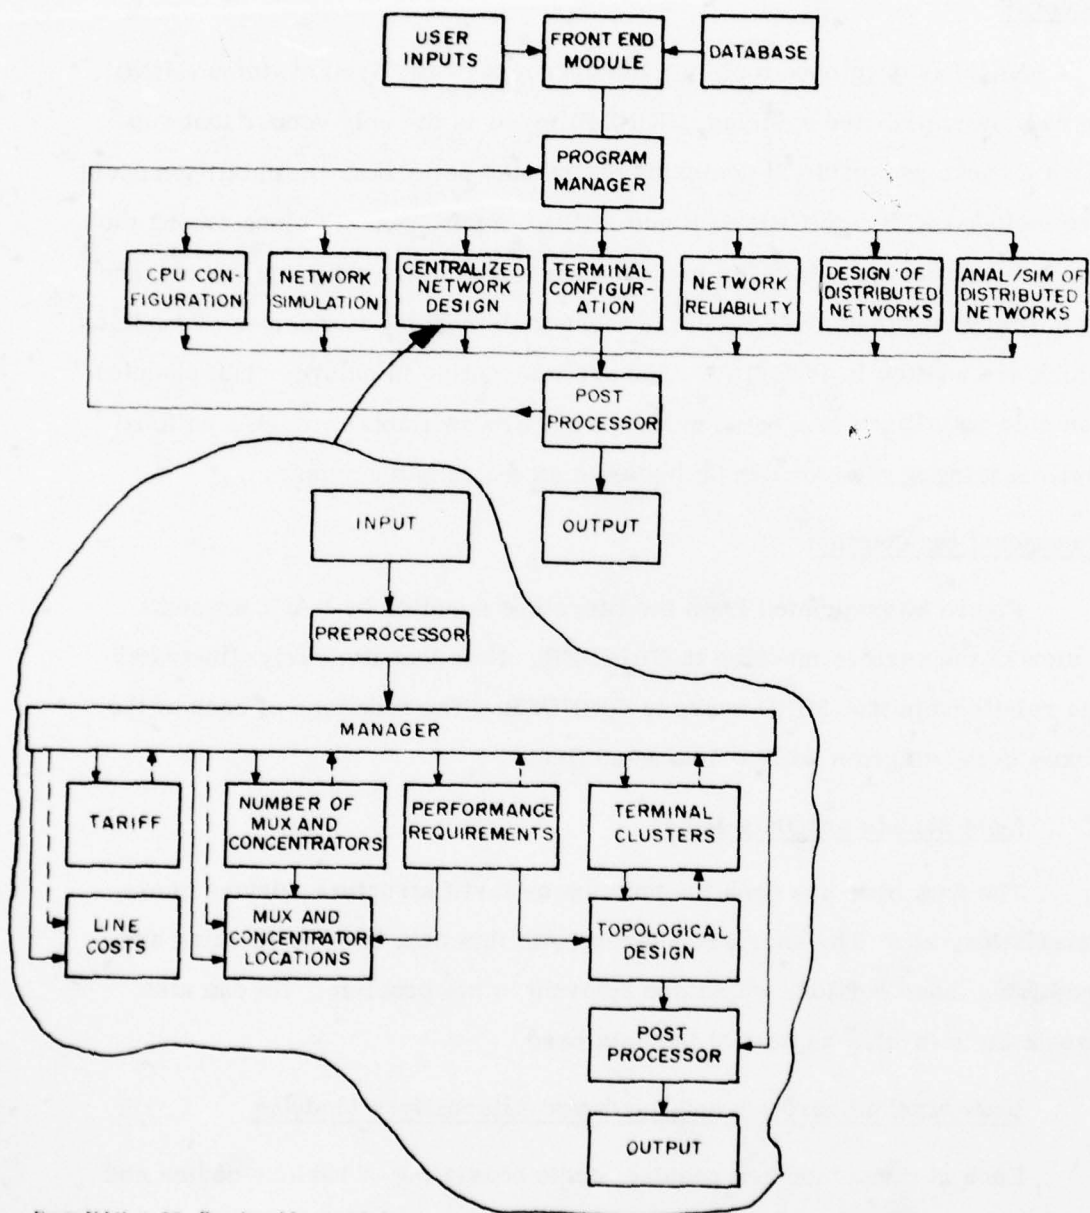 USER
INPUTS
FRONT END
MODULE
DATABASE
PROGRAM
MANAGER
CPU CON-
FIGURATION
NETWORK
SIMULATION
CENTRALIZED
NETWORK
DESIGN
TERMINAL
CONFIGUR-
ATION
NETWORK
RELIABILITY
DESIGN OF
DISTRIBUTED
NETWORKS
ANAL/SIM OF
DISTRIBUTED
NETWORKS
POST
PROCESSOR
OUTPUT
INPUT
PREPROCESSOR
MANAGER
TARIFF
NUMBER OF
MUX AND
CONCENTRATORS
PERFORMANCE
REQUIREMENTS
TERMINAL
CLUSTERS
LINE
COSTS
MUX AND
CONCENTRATOR
LOCATIONS
TOPOLOGICAL
DESIGN
POST
PROCESSOR
OUTPUT